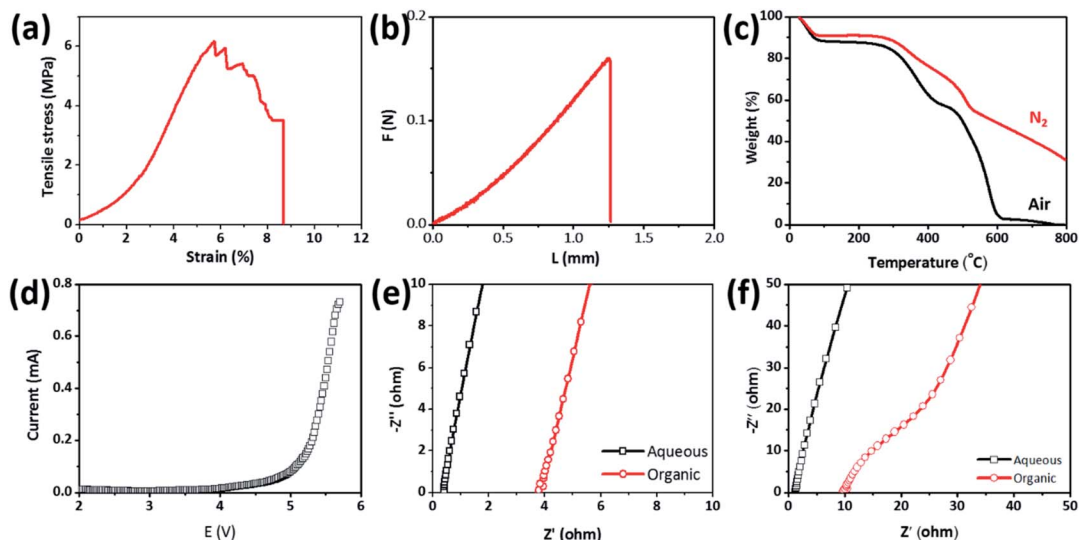 (a)
Tensile stress (MPa)
6
4
2
0
0 2 4 6 8 10 12
Strain (%)
(b)
F (N)
0.2
0.1
0.0
0.0 0.5 1.0 1.5 2.0
L (mm)
(c)
Weight (%)
100
80
60
40
20
0
N2
Air
0 200 400 600 800
Temperature (°C)
(d)
Current (mA)
0.8
0.6
0.4
0.2
0.0
2 3 4 5 6
E (V)
(e)
-Z'' (ohm)
10
8
6
4
2
0
Aqueous
Organic
0 2 4 6 8 10
Z' (ohm)
(f)
-Z'' (ohm)
50
40
30
20
10
0
Aqueous
Organic
0 10 20 30 40 50
Z' (ohm)